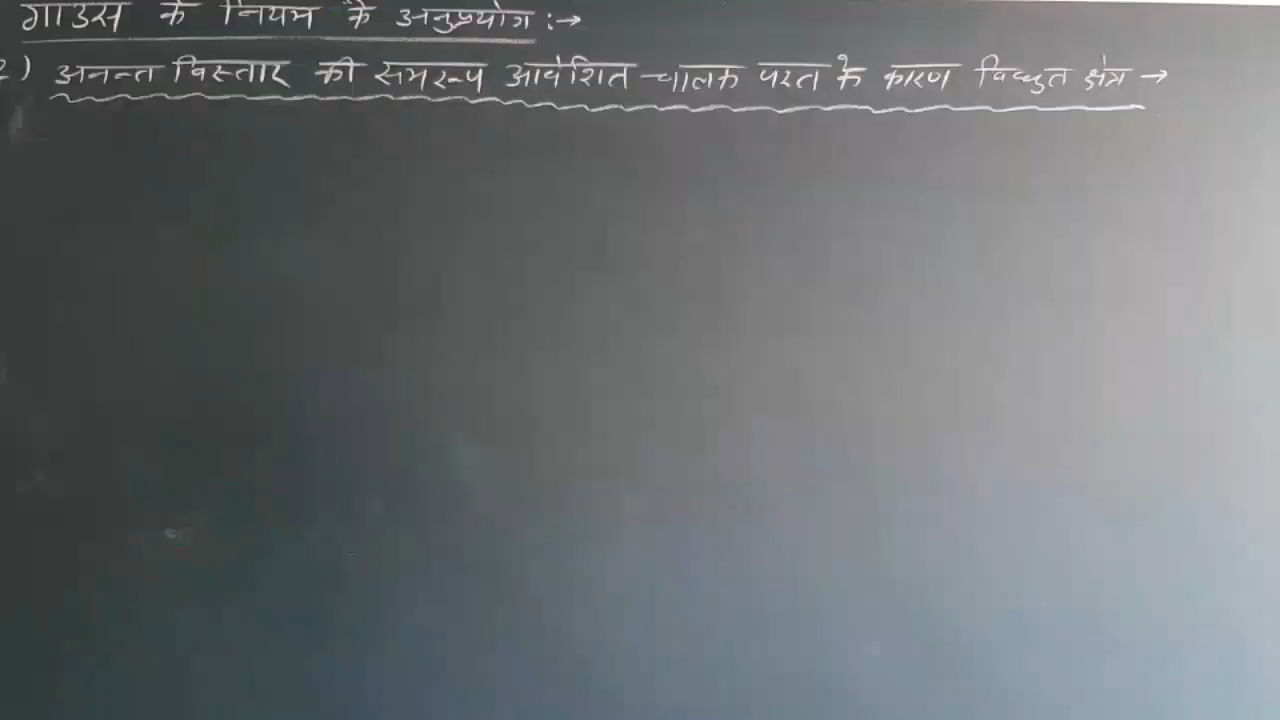 गाउस के नियम के अनुप्रयोग :→
2) अनन्त विस्तार की समरूप आवेशित चालक परत के कारण विद्युत क्षेत्र →